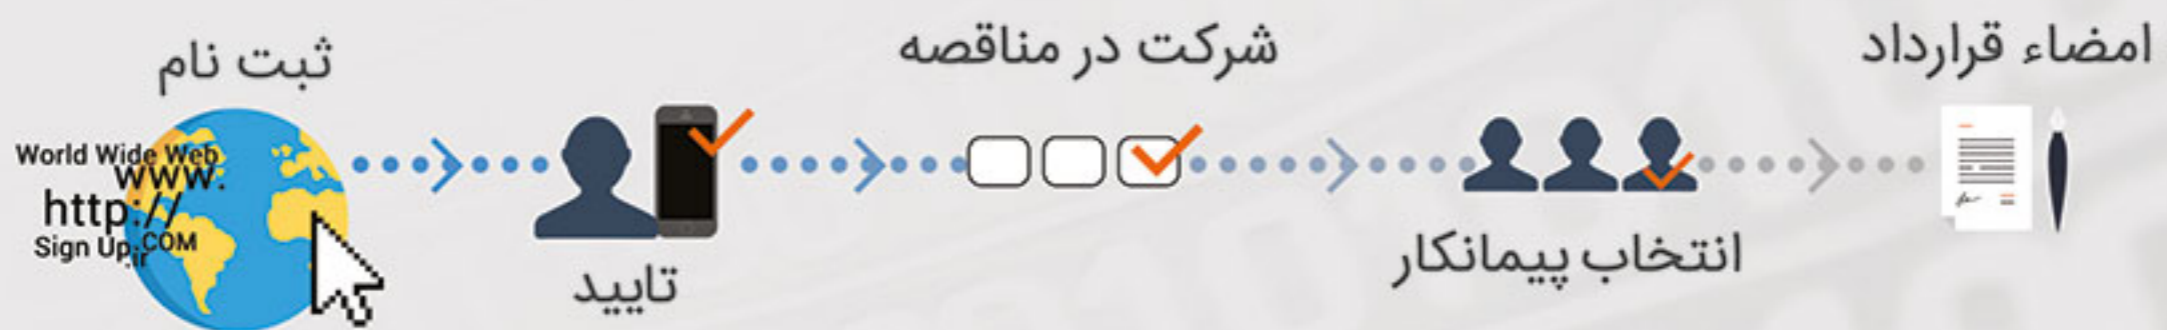 ثبت نام
World Wide Web
WWW.
http://
Sign Up
.COM
.ir
تایید
شرکت در مناقصه
انتخاب پیمانکار
امضاء قرارداد